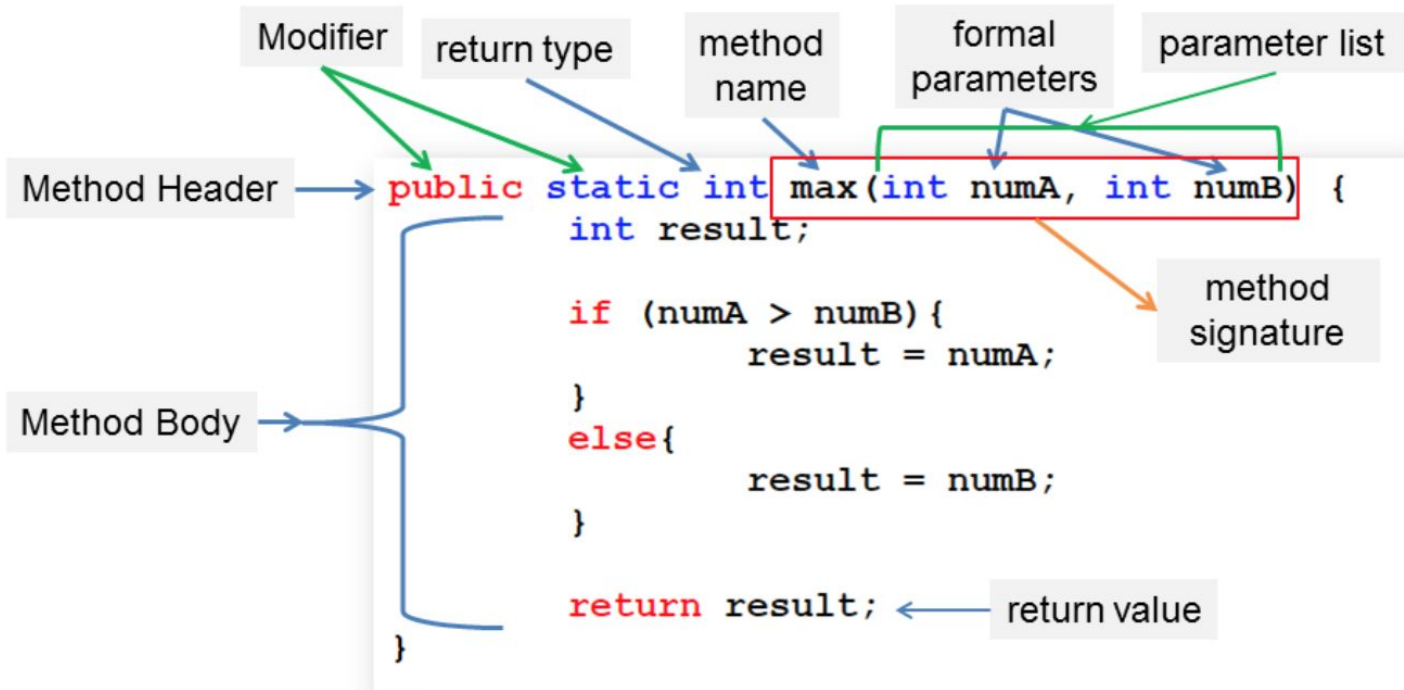 Modifier
return type
method
name
formal
parameters
parameter list
Method Header
public static int max(int numA, int numB) {
int result;
if (numA > numB){
result = numA;
}
else{
result = numB;
}
return result;
}
method
signature
Method Body
return value